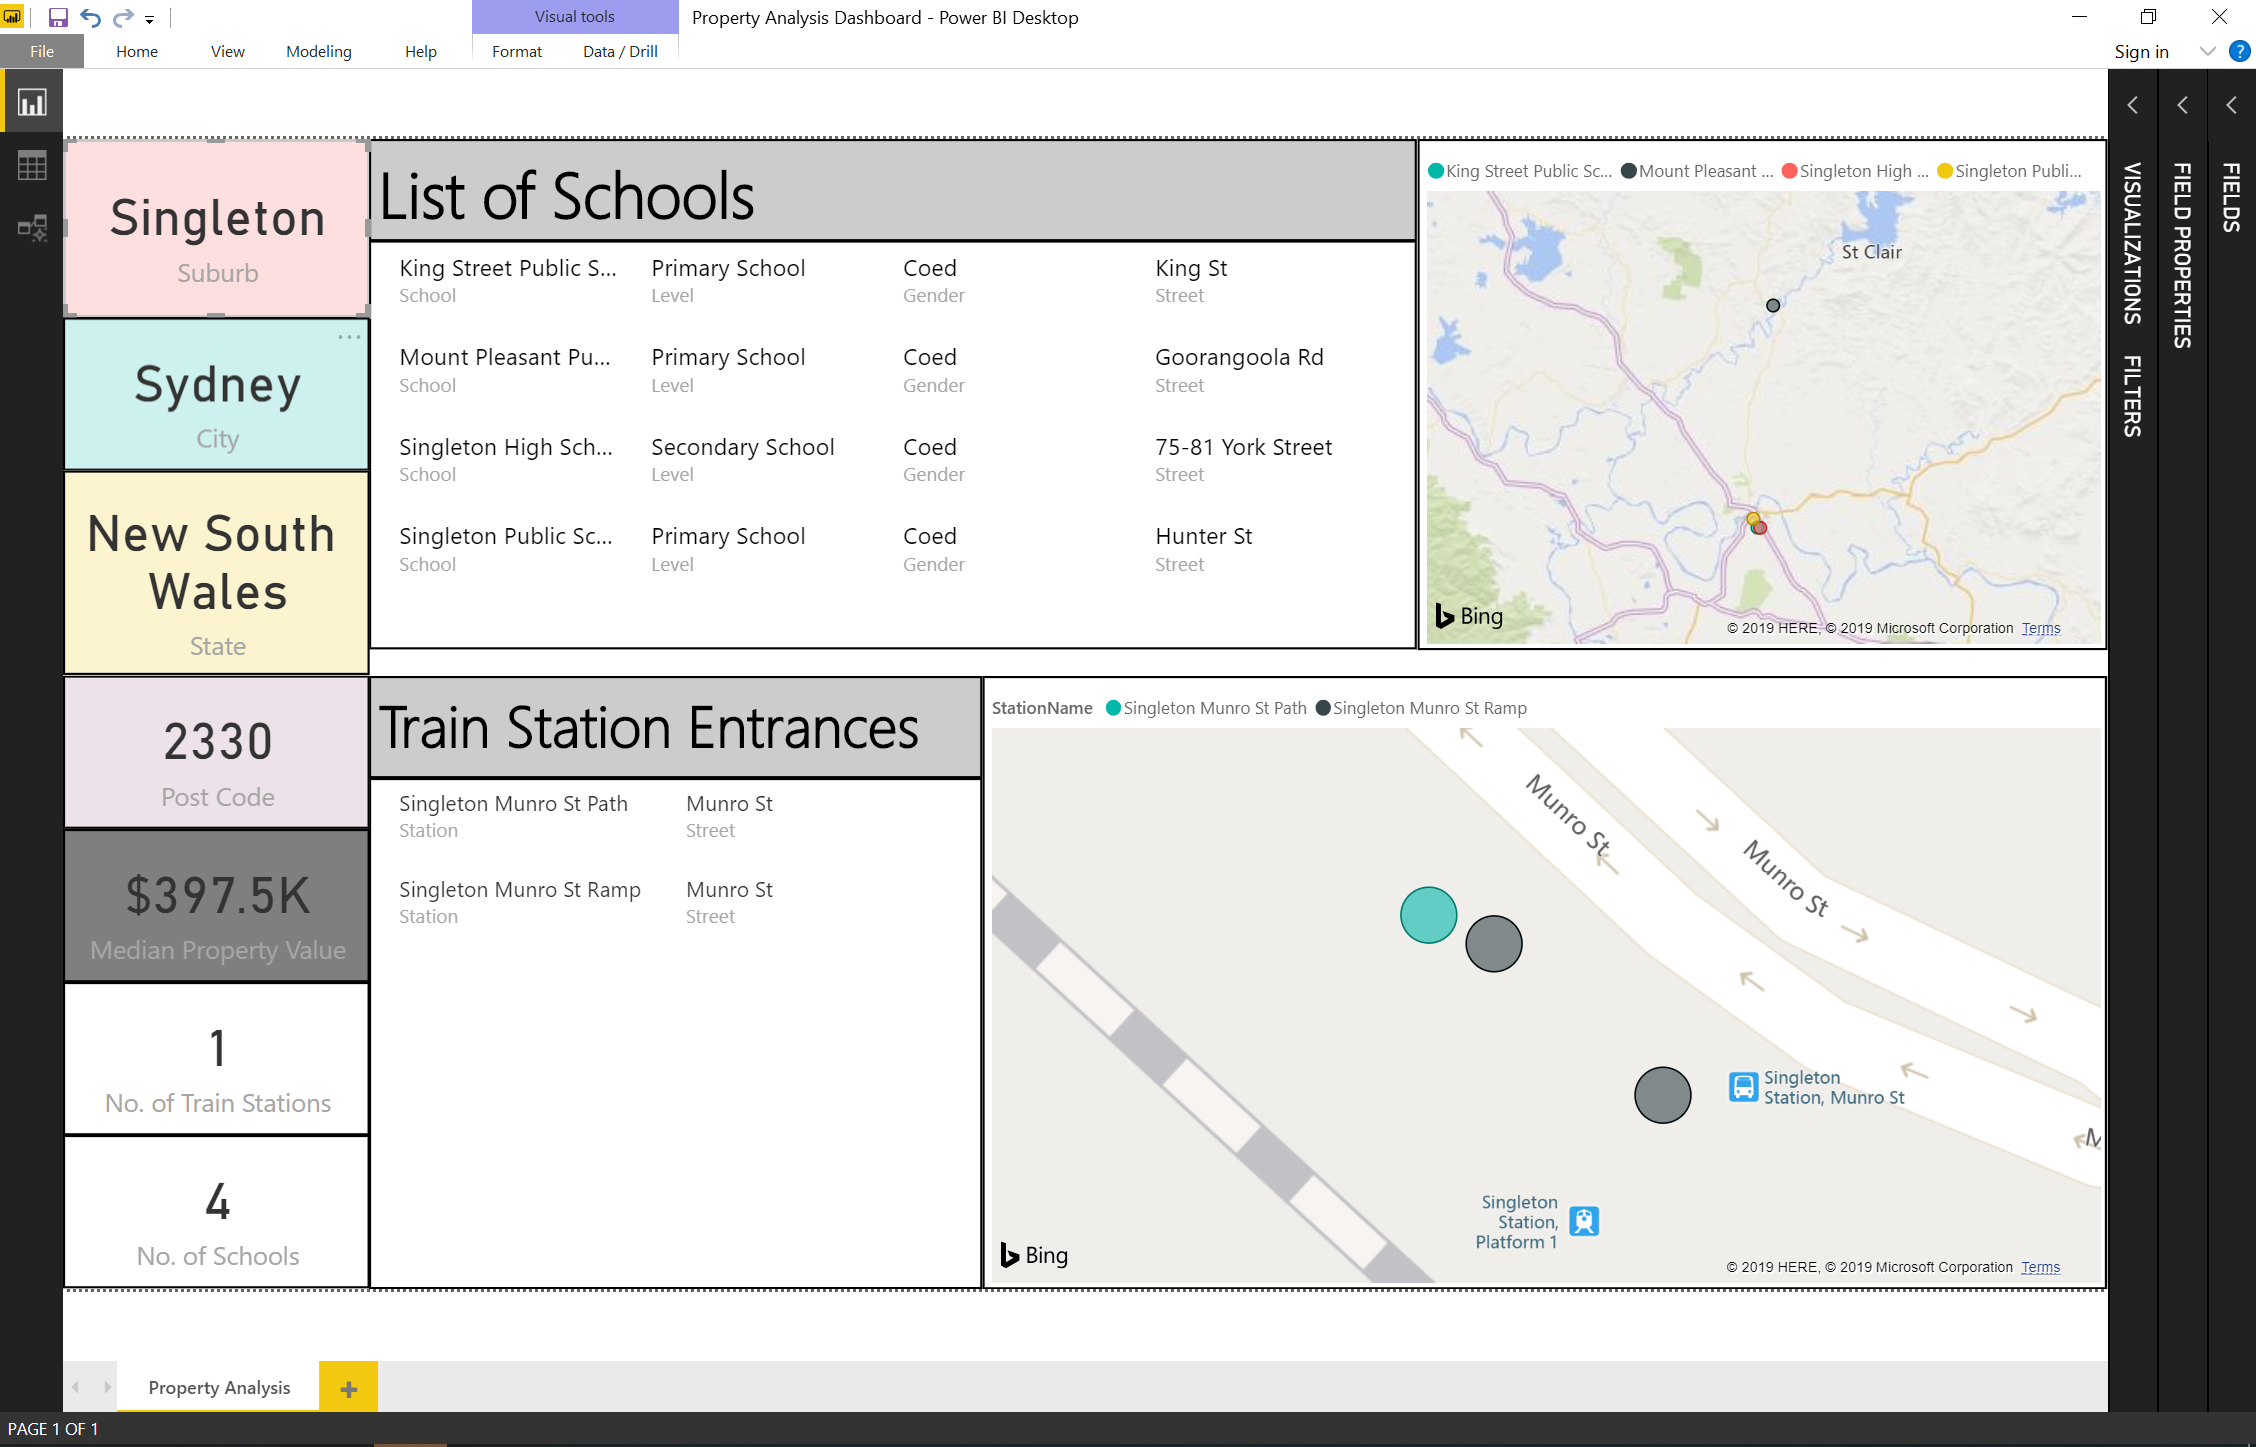 Visual tools
Property Analysis Dashboard - Power BI Desktop
File
Home
View
Modeling
Help
Format
Data / Drill
Sign in
?
Singleton
Suburb
Sydney
City
New South
Wales
State
2330
Post Code
$397.5K
Median Property Value
1
No. of Train Stations
4
No. of Schools
List of Schools
King Street Public S... Primary School Coed King St
School Level Gender Street
Mount Pleasant Pu... Primary School Coed Goorangoola Rd
School Level Gender Street
Singleton High Sch... Secondary School Coed 75-81 York Street
School Level Gender Street
Singleton Public Sc... Primary School Coed Hunter St
School Level Gender Street
King Street Public Sc... Mount Pleasant ... Singleton High ... Singleton Publi...
St Clair
Bing
© 2019 HERE, © 2019 Microsoft Corporation Terms
Train Station Entrances
Singleton Munro St Path Munro St
Station Street
Singleton Munro St Ramp Munro St
Station Street
StationName Singleton Munro St Path Singleton Munro St Ramp
Munro St
Munro St
Singleton
Station, Munro St
M
Singleton
Station,
Platform 1
Bing
© 2019 HERE, © 2019 Microsoft Corporation Terms
VISUALIZATIONS
FILTERS
FIELD PROPERTIES
FIELDS
Property Analysis
PAGE 1 OF 1